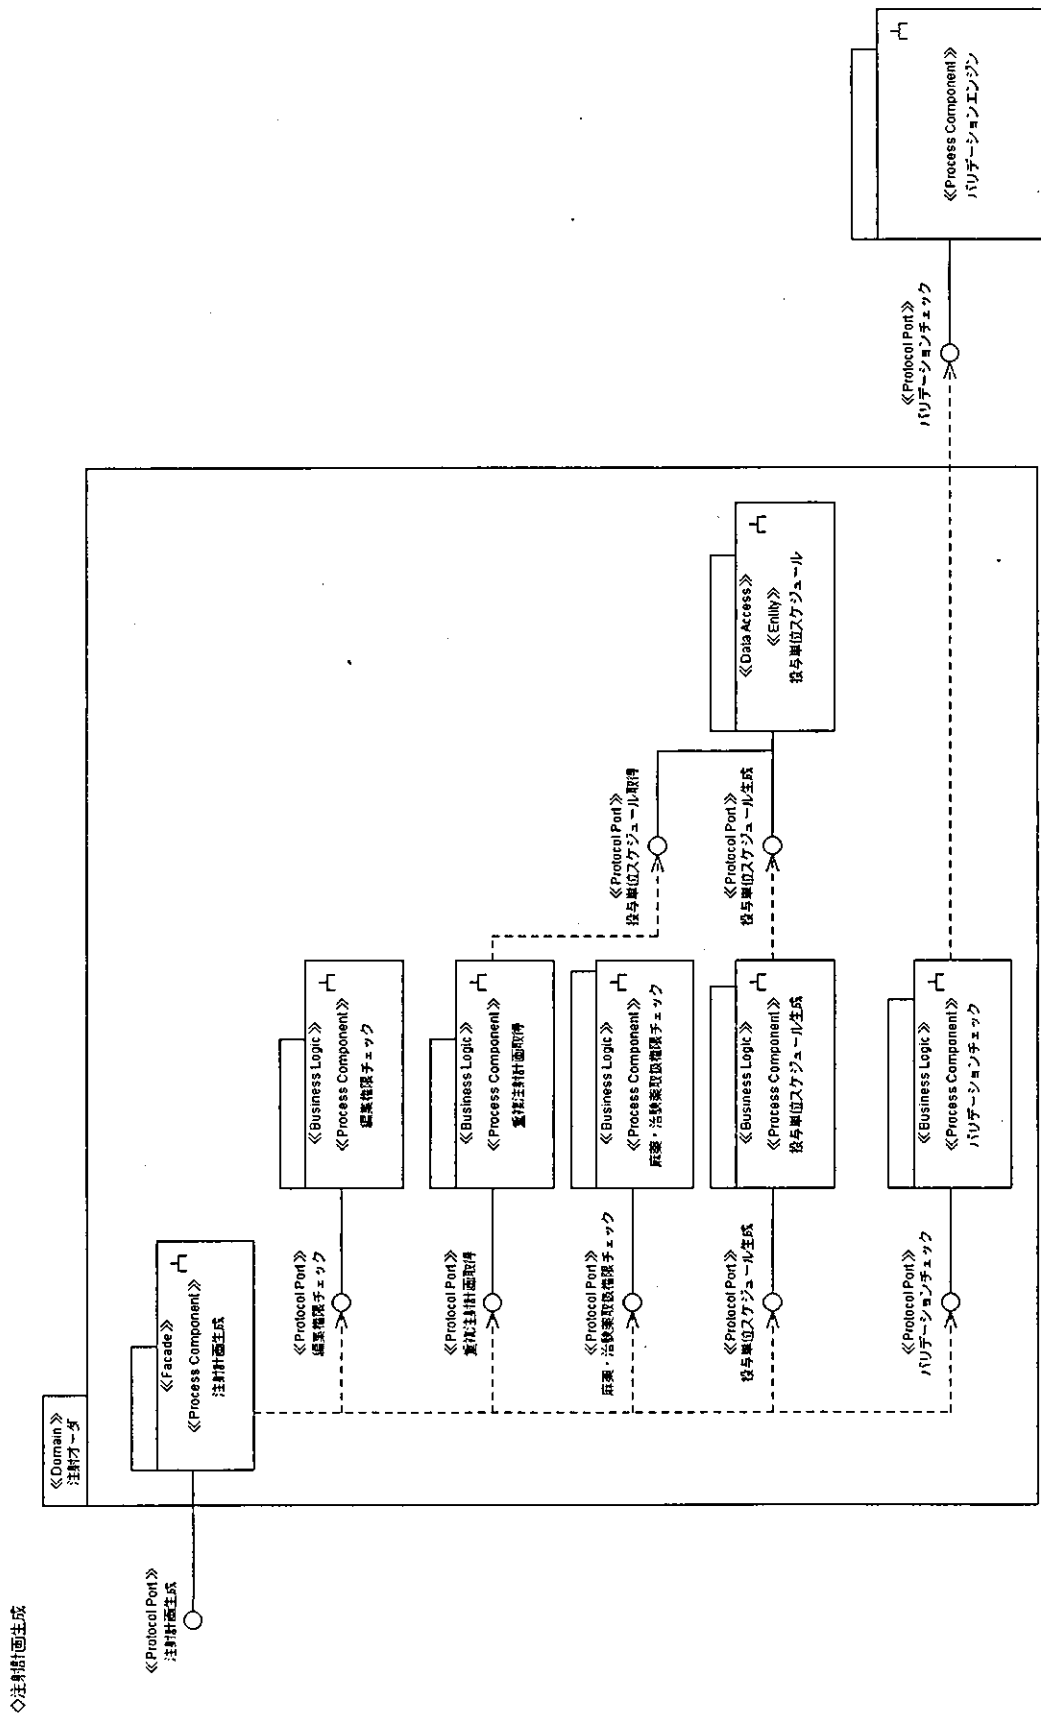 ◇注射計画生成
≪Protocol Port≫
注射計画生成
≪Domain≫
注射オーダ
≪Facade≫
≪Process Component≫
注射計画生成
≪Protocol Port≫
編集権限チェック
≪Business Logic≫
≪Process Component≫
編集権限チェック
≪Protocol Port≫
重複注射計画取得
≪Business Logic≫
≪Process Component≫
重複注射計画取得
≪Protocol Port≫
麻薬・治験薬取扱権限チェック
≪Business Logic≫
≪Process Component≫
麻薬・治験薬取扱権限チェック
≪Protocol Port≫
投与単位スケジュール生成
≪Business Logic≫
≪Process Component≫
投与単位スケジュール生成
≪Protocol Port≫
バリデーションチェック
≪Business Logic≫
≪Process Component≫
バリデーションチェック
≪Protocol Port≫
投与単位スケジュール取得
≪Protocol Port≫
投与単位スケジュール生成
≪Data Access≫
≪Entity≫
投与単位スケジュール
≪Protocol Port≫
バリデーションチェック
≪Process Component≫
バリデーションエンジン